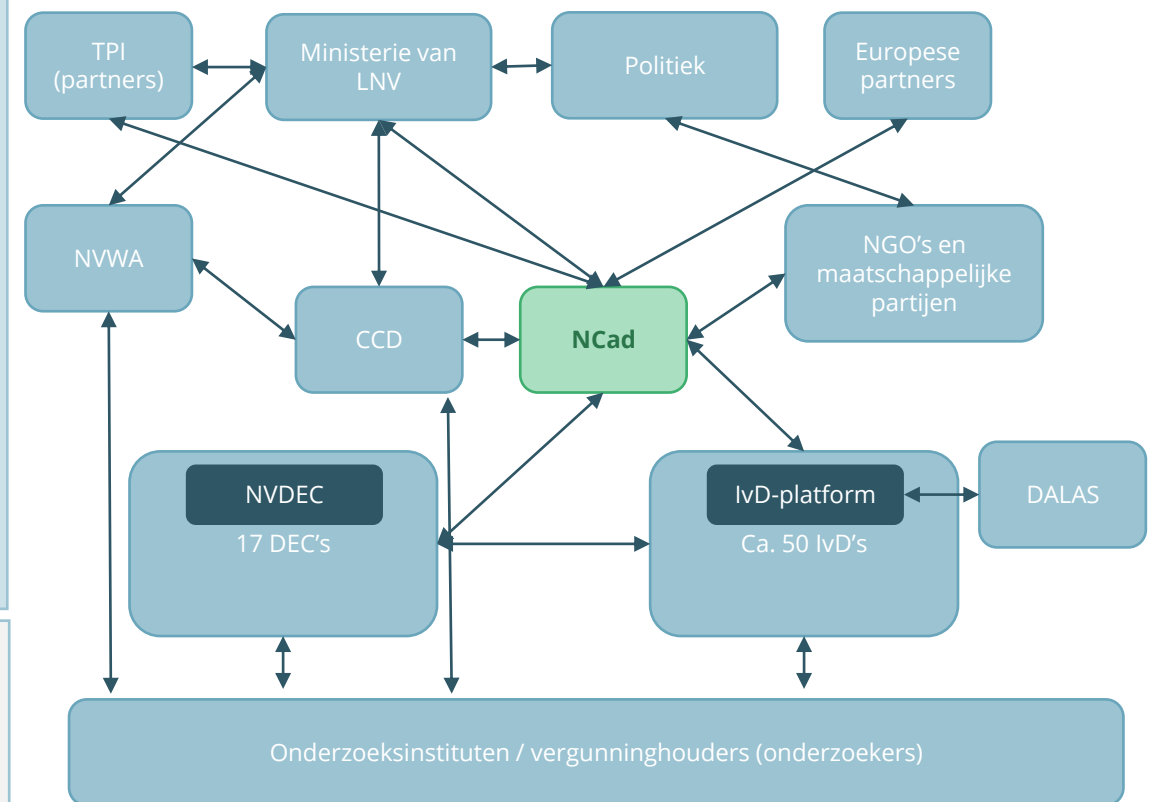 TPI
(partners)
Ministerie van
LNV
Politiek
Europese
partners
NVWA
NGO’s en
maatschappelijke
partijen
CCD
NCad
NVDEC
17 DEC’s
IvD-platform
Ca. 50 IvD’s
DALAS
Onderzoeksinstituten / vergunninghouders (onderzoekers)